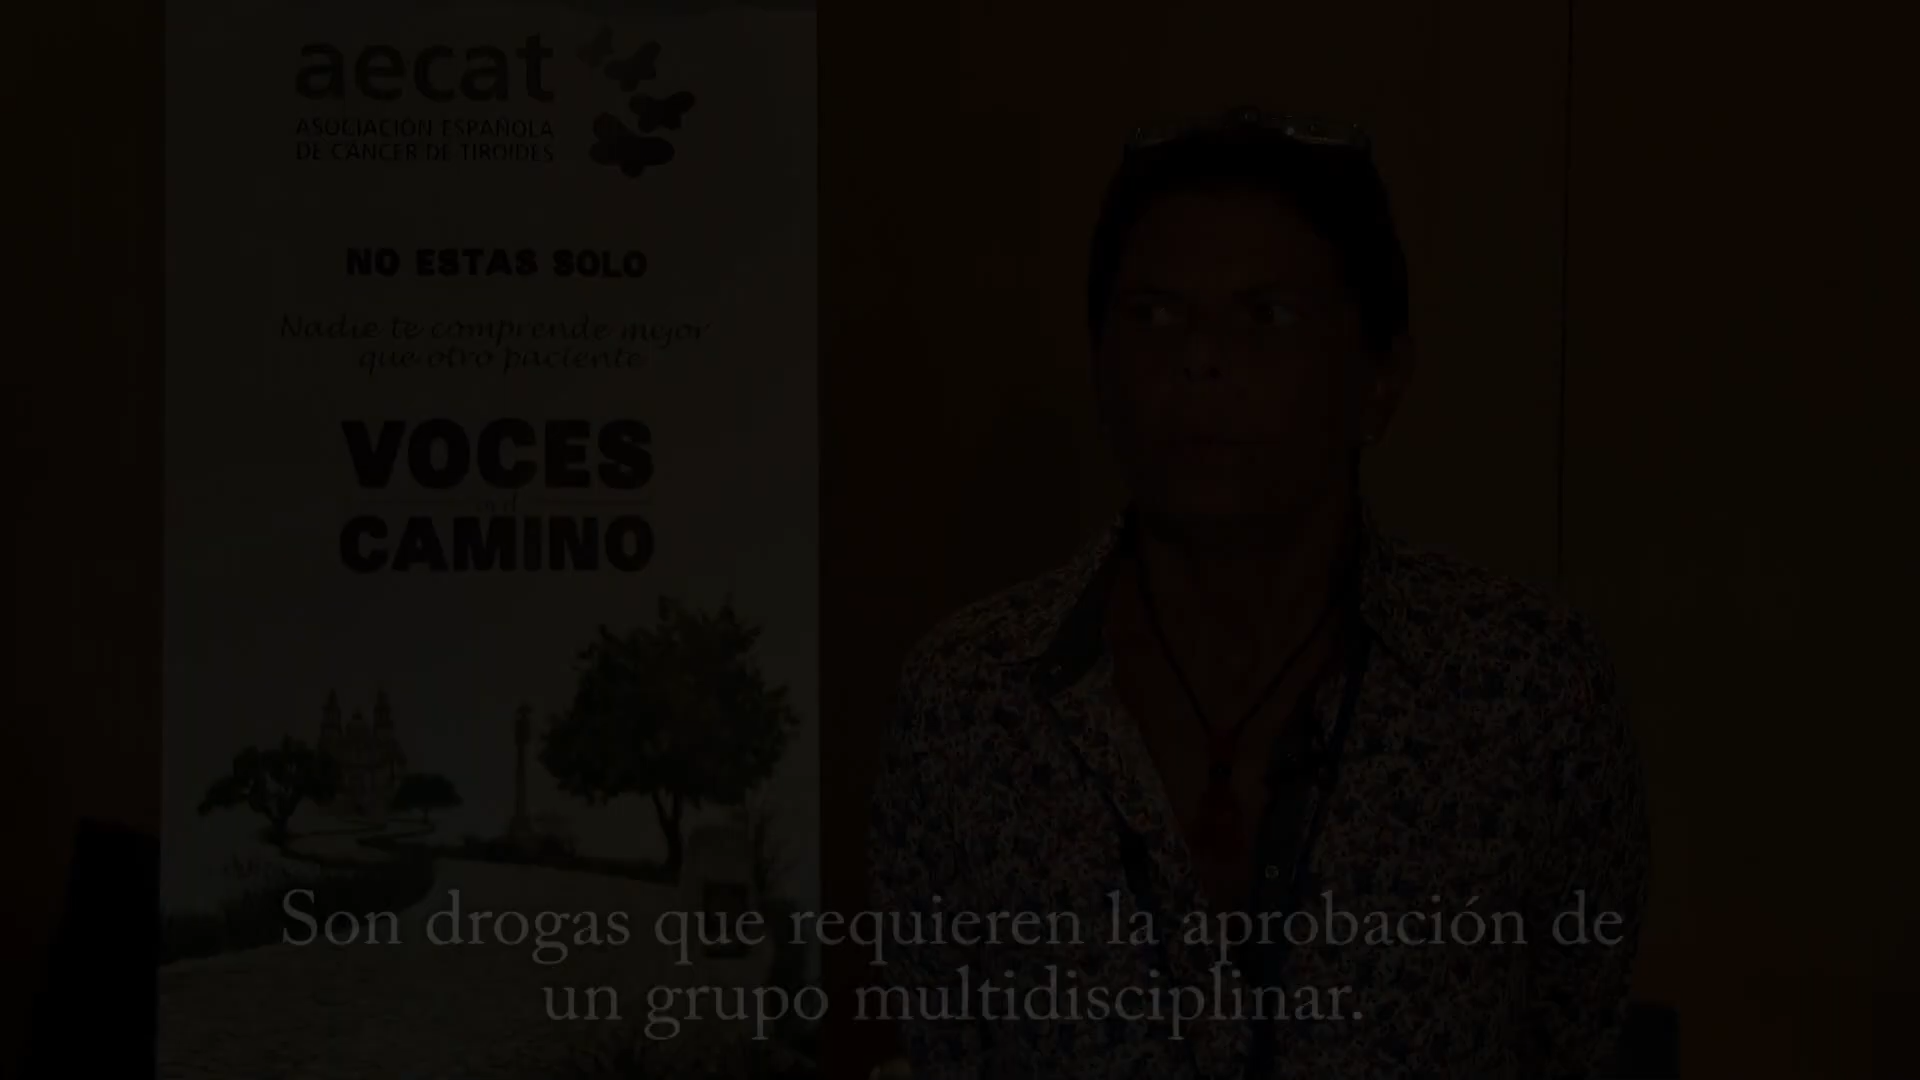 aecat
ASOCIACIÓN ESPAÑOLA
DE CÁNCER DE TIROIDES
NO ESTAS SOLO
Nadie te comprende mejor
que otro paciente
VOCES
CAMINO
Son drogas que requieren la aprobación de
un grupo multidisciplinar.